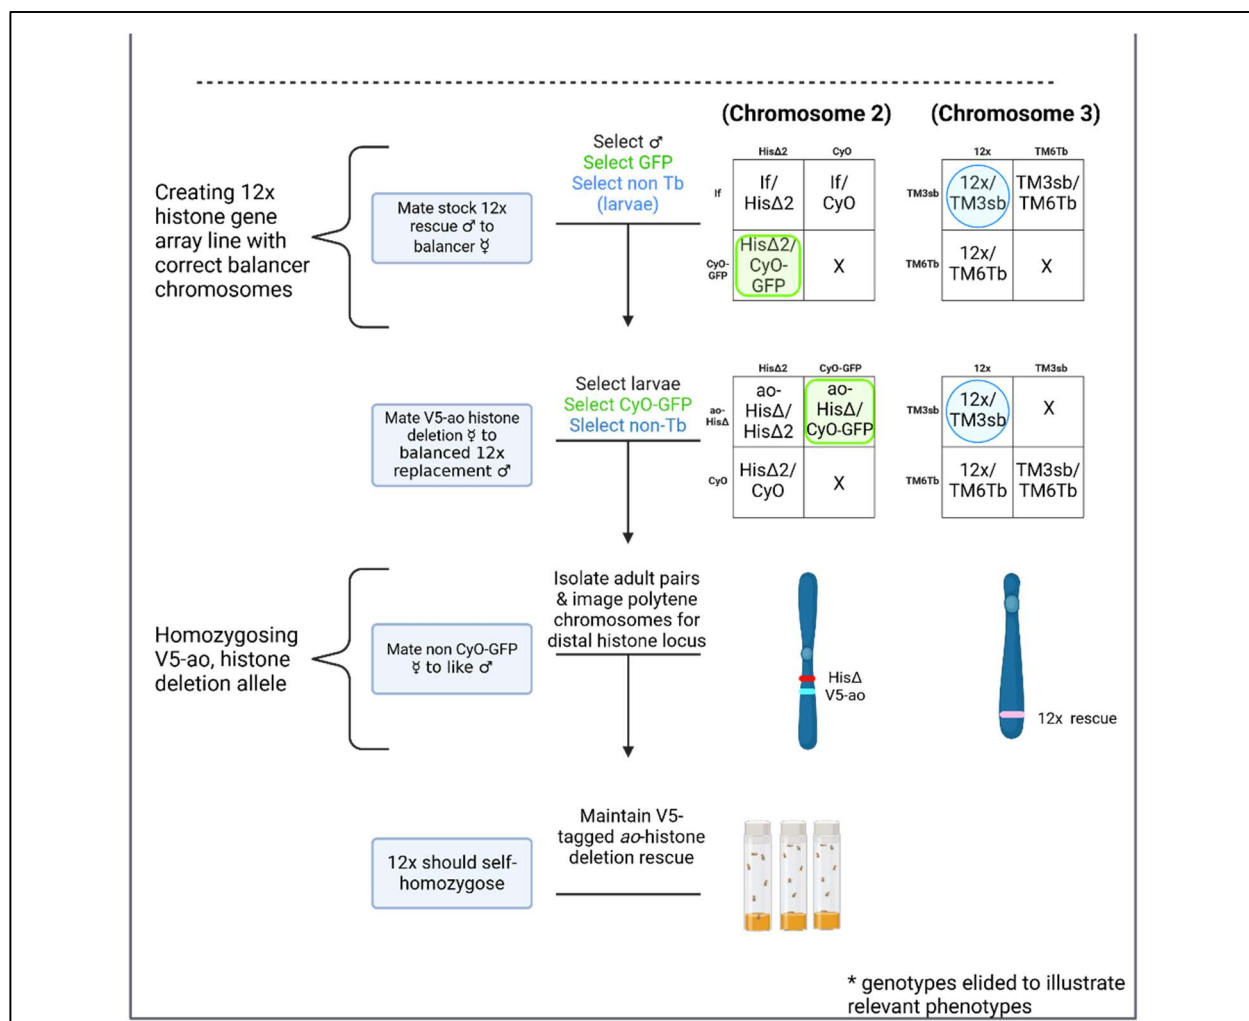 (Chromosome 2)
(Chromosome 3)
Creating 12x
histone gene
array line with
correct balancer
chromosomes
Mate stock 12x
rescue ♂ to
balancer ☿
Select ♂
Select GFP
Select non Tb
(larvae)
HisΔ2 CyO
If
If/
HisΔ2
If/
CyO
CyO-
GFP
HisΔ2/
CyO-
GFP
X
12x TM6Tb
TM3sb
12x/
TM3sb
TM3sb/
TM6Tb
TM6Tb
12x/
TM6Tb
X
Mate V5-ao histone
deletion ☿ to
balanced 12x
replacement ♂
Select larvae
Select CyO-GFP
Slelect non-Tb
HisΔ2 CyO-GFP
ao-
HisΔ
ao-
HisΔ/
HisΔ2
ao-
HisΔ/
CyO-GFP
CyO
HisΔ2/
CyO
X
12x TM3sb
TM3sb
12x/
TM3sb
X
TM6Tb
12x/
TM6Tb
TM3sb/
TM6Tb
Homozygosing
V5-ao, histone
deletion allele
Mate non CyO-GFP
☿ to like ♂
Isolate adult pairs
& image polytene
chromosomes for
distal histone locus
HisΔ
V5-ao
12x rescue
12x should self-
homozygose
Maintain V5-
tagged ao-histone
deletion rescue
* genotypes elided to illustrate
relevant phenotypes